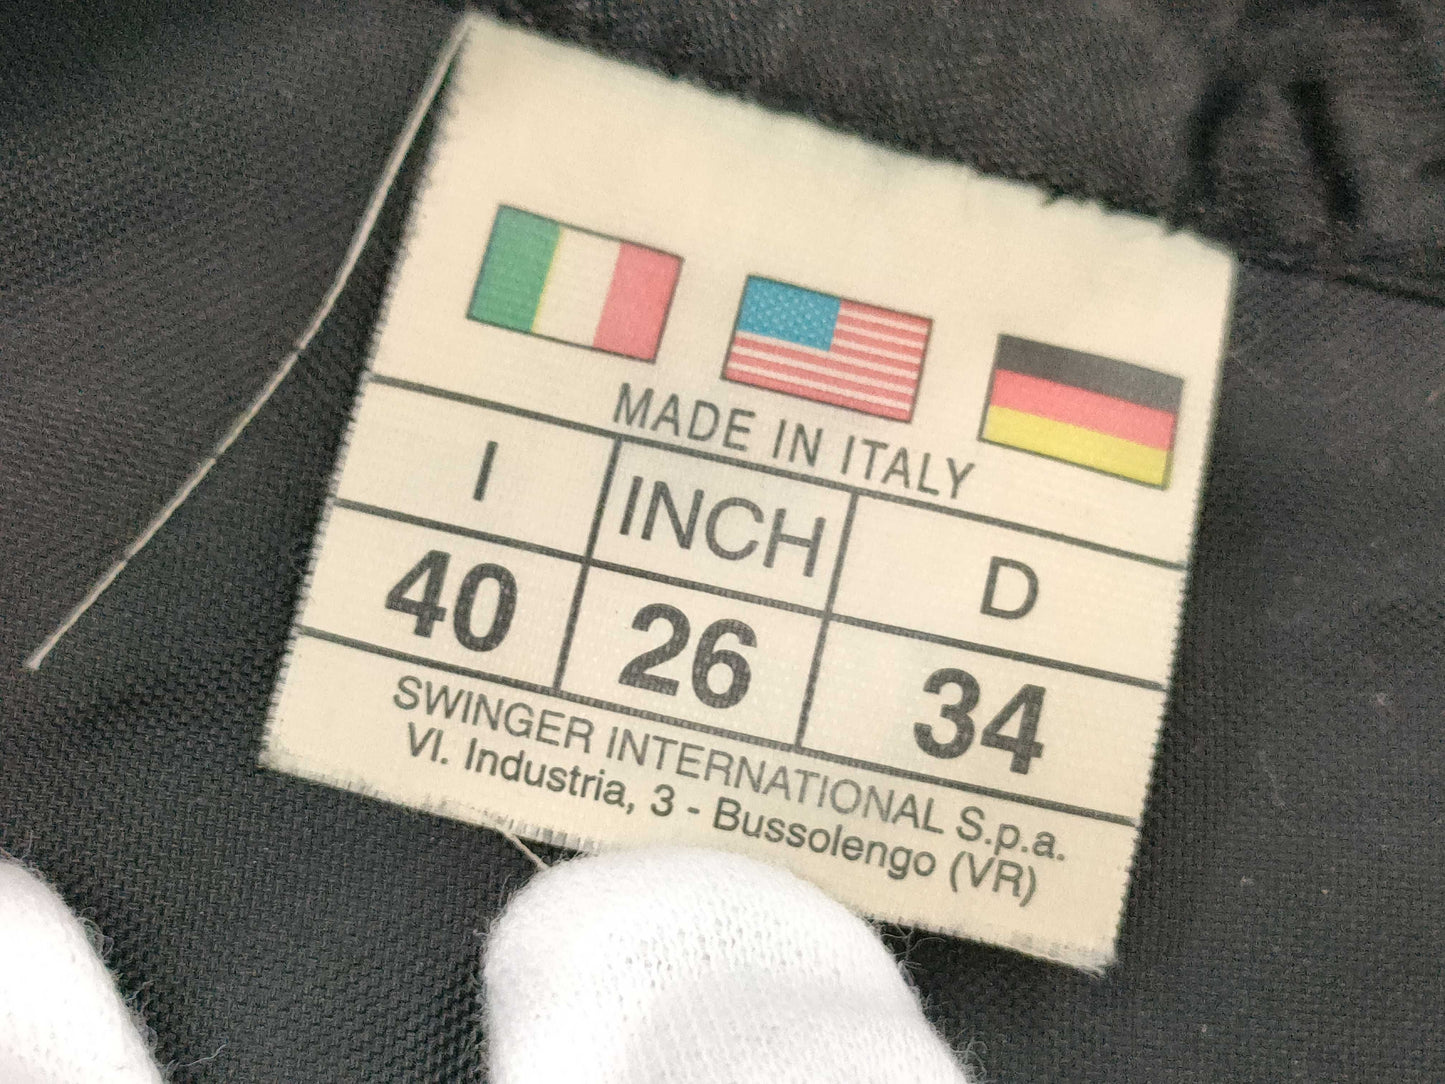 MADE IN ITALY
I INCH D
40 26 34
SWINGER INTERNATIONAL S.p.a.
Vl. Industria, 3 - Bussolengo (VR)